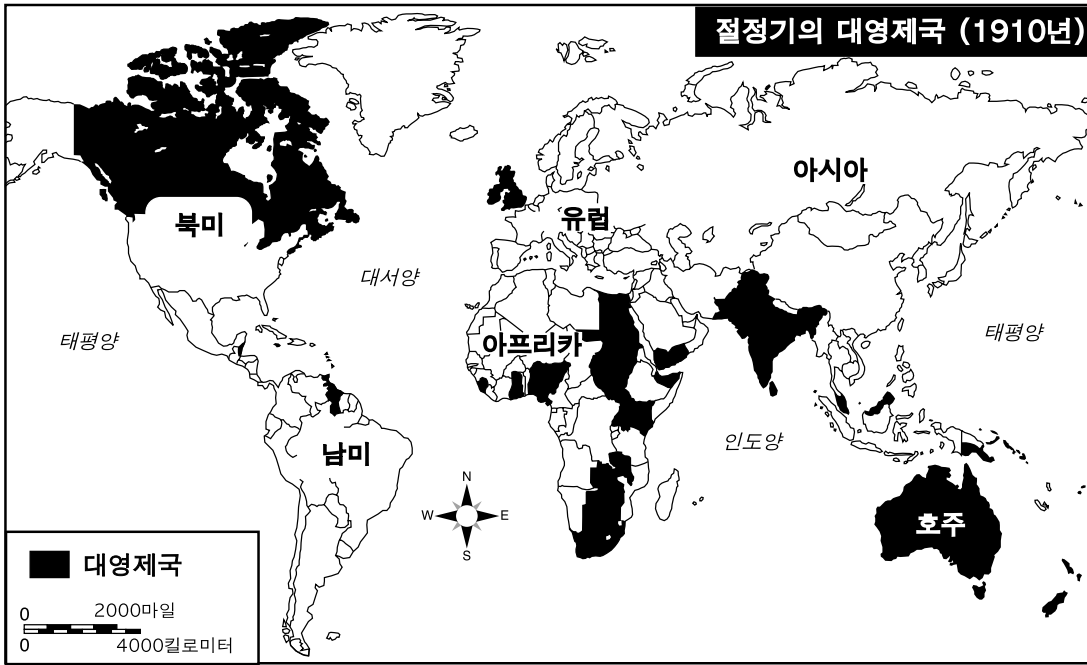 절정기의 대영제국 (1910년)
아시아
북미
유럽
대서양
태평양
아프리카
태평양
인도양
남미
N
W E
S
호주
대영제국
0 2000마일
0 4000킬로미터